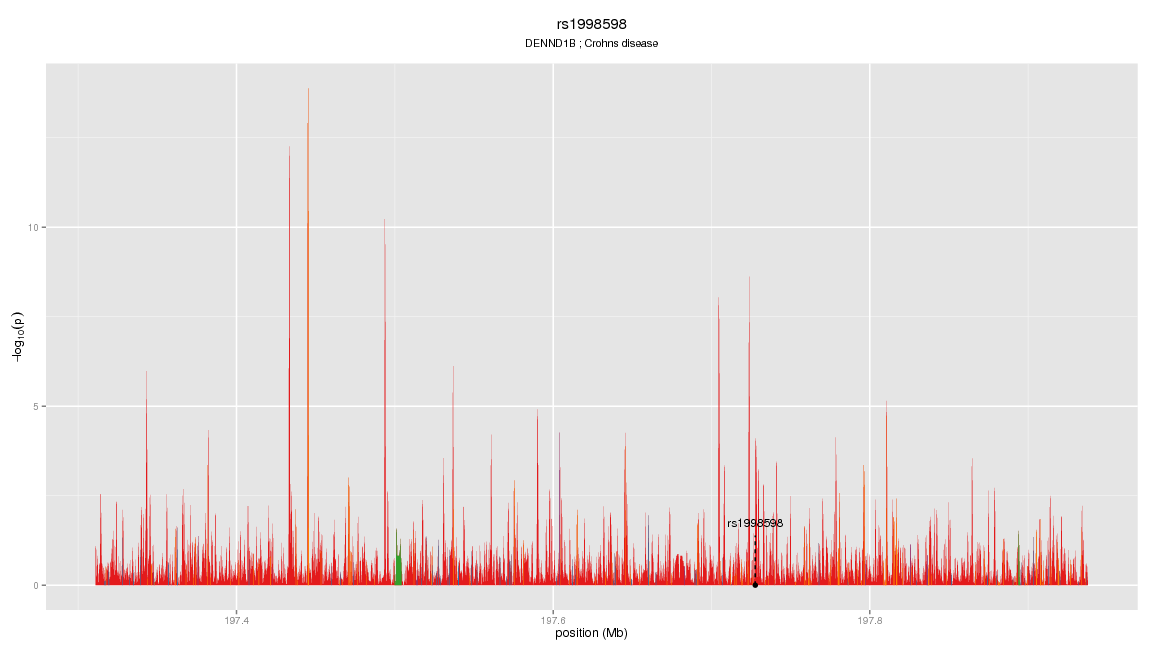 rs1998598
DENND1B ; Crohns disease
10
5
0
−log10(p)
rs1998598
197.4
197.6
197.8
position (Mb)